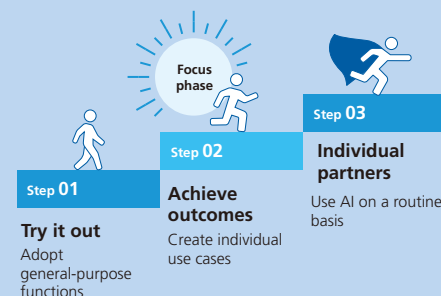 Focus
phase
Step 01
Try it out
Adopt
general-purpose
functions
Step 02
Achieve
outcomes
Create individual
use cases
Step 03
Individual
partners
Use AI on a routine
basis